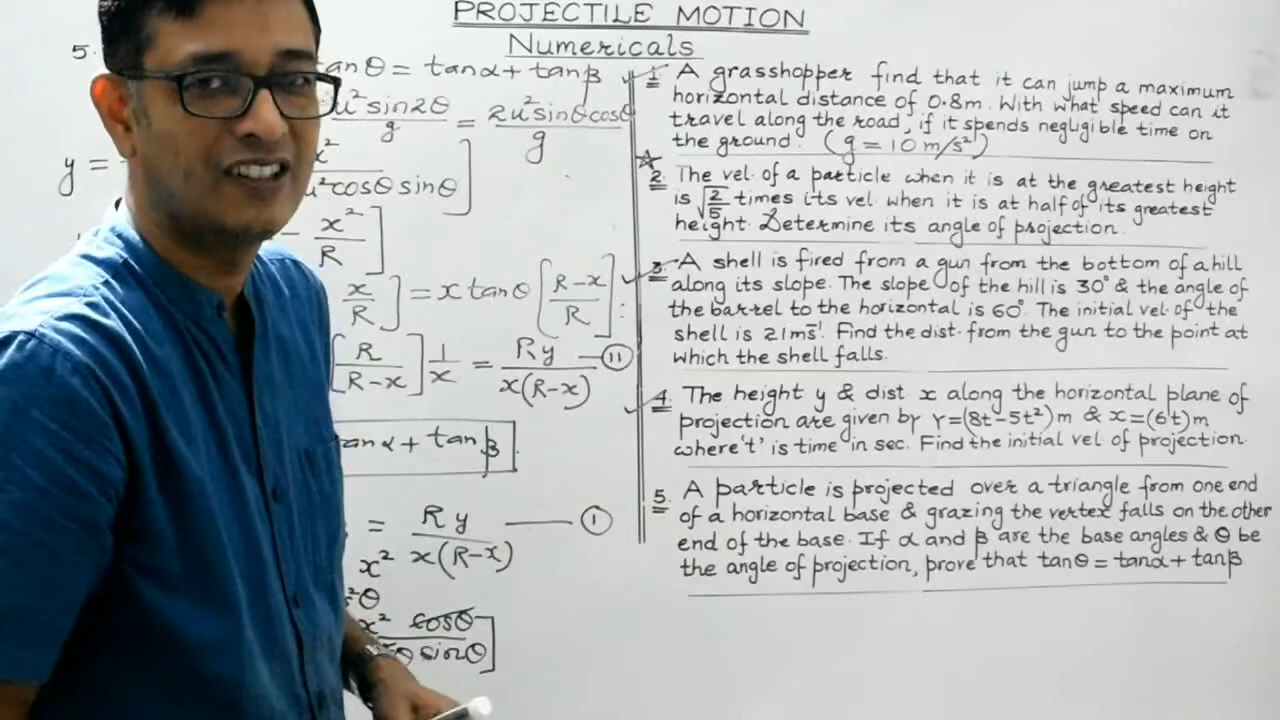 PROJECTILE MOTION
Numericals
5.
tanθ = tanα + tanβ
u² sin2θ / g = 2u² sinθ cosθ / g
y =
x² / u² cosθ sinθ ]
- x² / R ]
x / R ] = x tanθ [ R-x / R ]
[ R / R-x ] 1 / x = Ry / x(R-x) — II
tanα + tanβ
= Ry / x(R-x) — I
x²
²θ
x² cosθ
θ sinθ ]
1. A grasshopper find that it can jump a maximum
horizontal distance of 0.8m. With what speed can it
travel along the road, if it spends negligible time on
the ground. (g = 10 m/s²)
2. The vel. of a particle when it is at the greatest height
is √2/5 times its vel. when it is at half of its greatest
height. Determine its angle of projection.
3. A shell is fired from a gun from the bottom of a hill
along its slope. The slope of the hill is 30° & the angle of
the barrel to the horizontal is 60°. The initial vel. of the
shell is 21ms⁻¹. Find the dist. from the gun to the point at
which the shell falls.
4. The height y & dist x along the horizontal plane of
projection are given by Y=(8t-5t²)m & x=(6t)m
where 't' is time in sec. Find the initial vel of projection.
5. A particle is projected over a triangle from one end
of a horizontal base & grazing the vertex falls on the other
end of the base. If α and β are the base angles & θ be
the angle of projection, prove that tanθ = tanα + tanβ